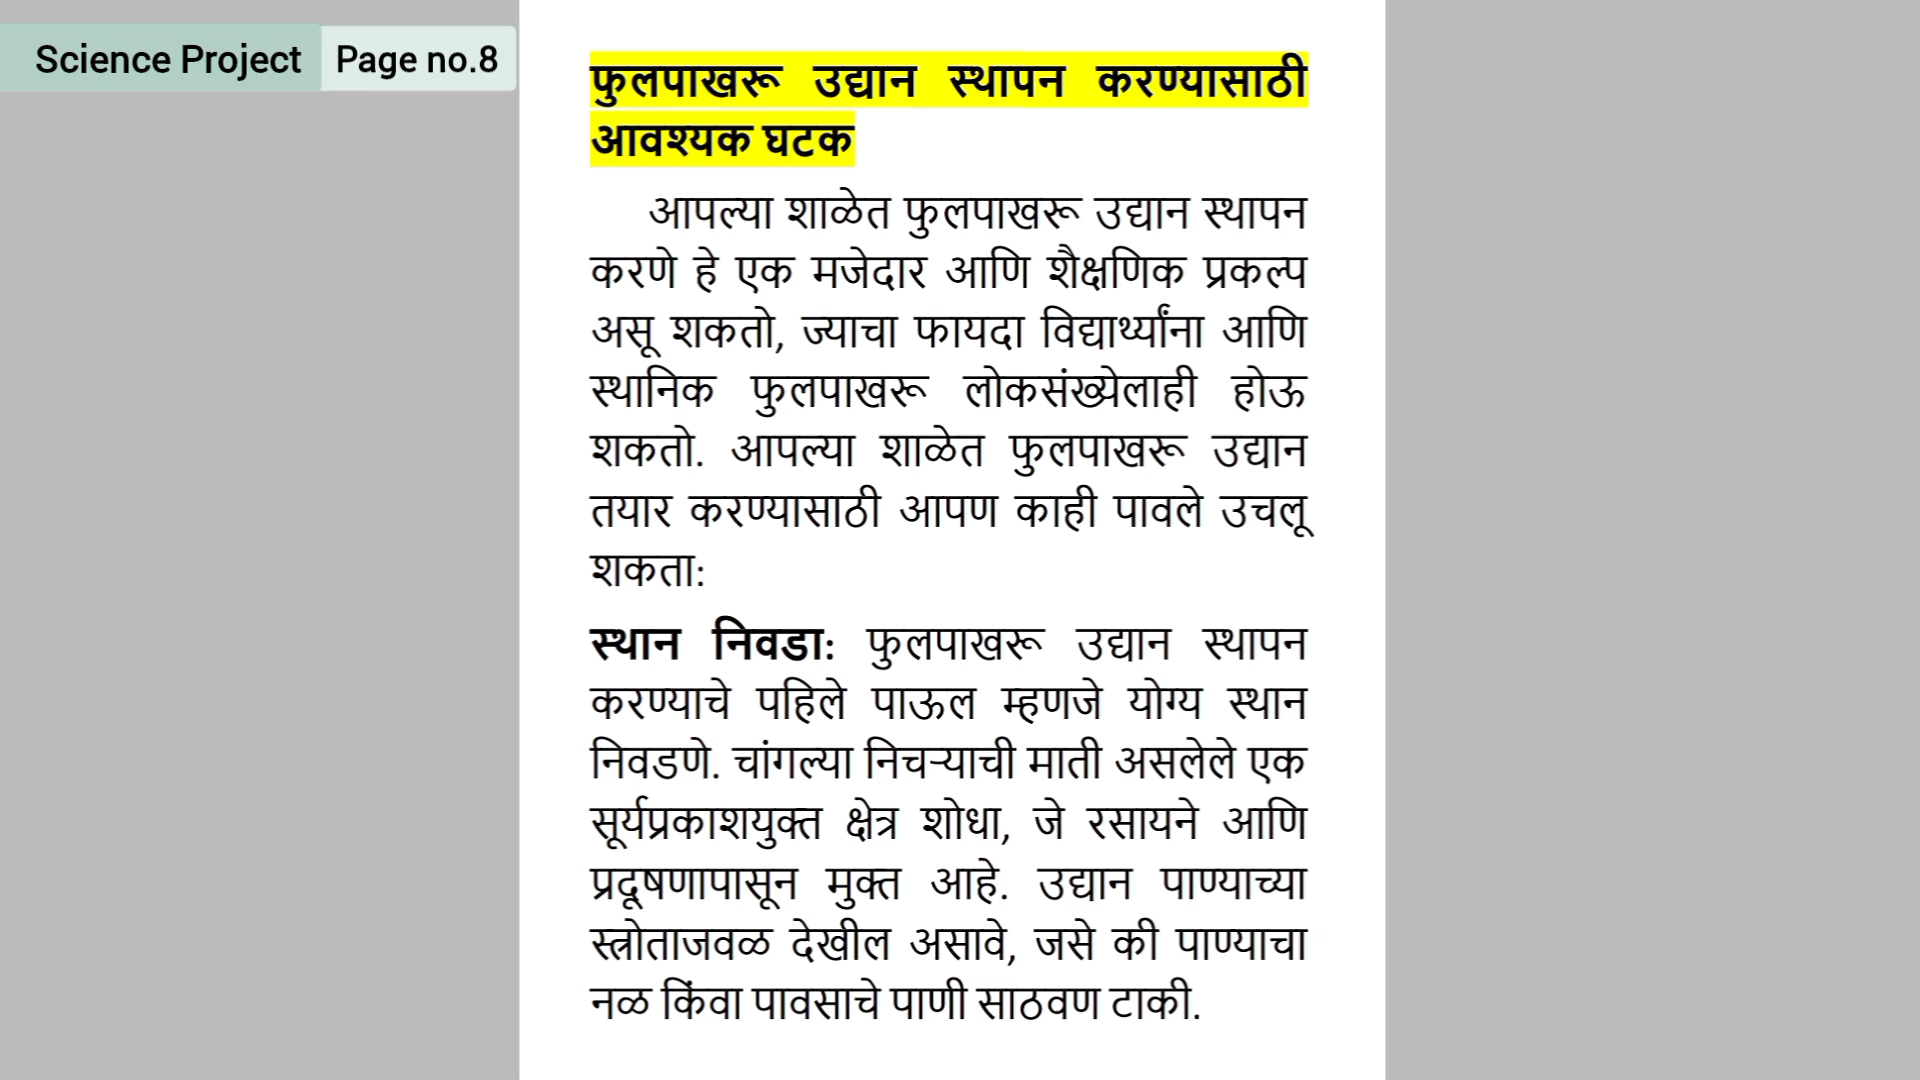 Science Project Page no.8
फुलपाखरू उद्यान स्थापन करण्यासाठी
आवश्यक घटक
आपल्या शाळेत फुलपाखरू उद्यान स्थापन
करणे हे एक मजेदार आणि शैक्षणिक प्रकल्प
असू शकतो, ज्याचा फायदा विद्यार्थ्यांना आणि
स्थानिक फुलपाखरू लोकसंख्येलाही होऊ
शकतो. आपल्या शाळेत फुलपाखरू उद्यान
तयार करण्यासाठी आपण काही पावले उचलू
शकता:
स्थान निवडा: फुलपाखरू उद्यान स्थापन
करण्याचे पहिले पाऊल म्हणजे योग्य स्थान
निवडणे. चांगल्या निचऱ्याची माती असलेले एक
सूर्यप्रकाशयुक्त क्षेत्र शोधा, जे रसायने आणि
प्रदूषणापासून मुक्त आहे. उद्यान पाण्याच्या
स्त्रोताजवळ देखील असावे, जसे की पाण्याचा
नळ किंवा पावसाचे पाणी साठवण टाकी.